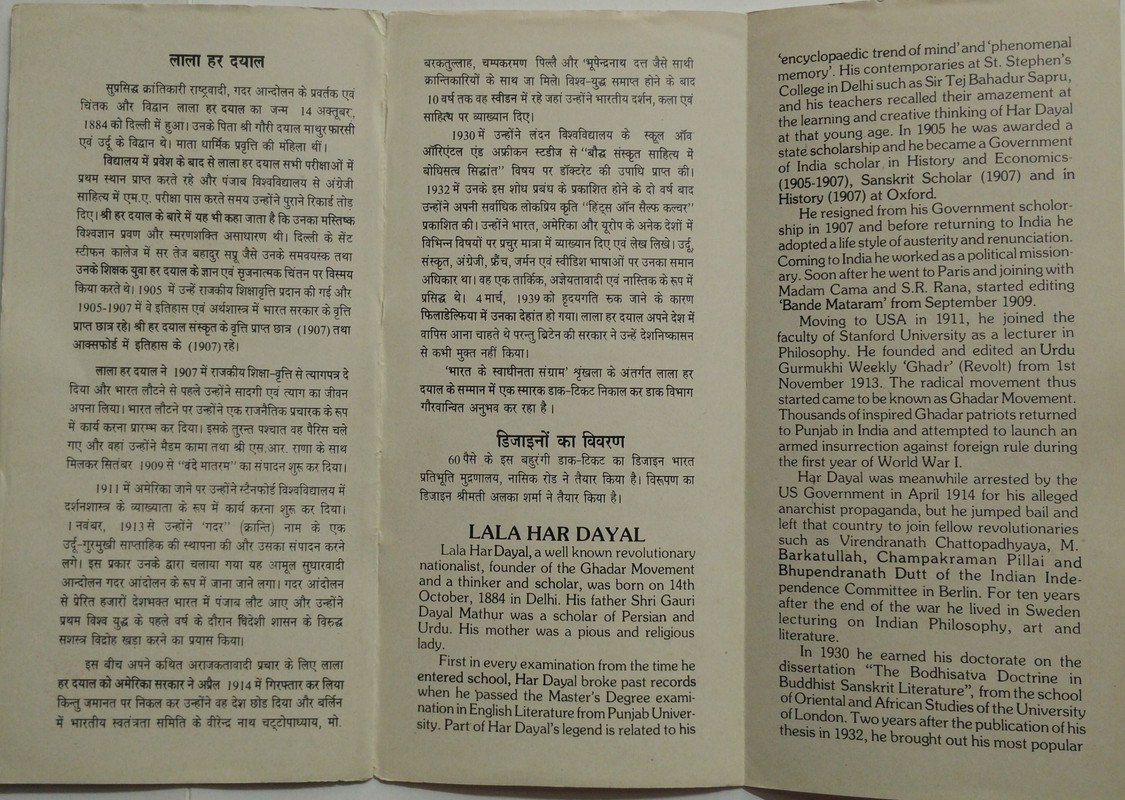 लाला हर दयाल
सुप्रसिद्ध क्रांतिकारी राष्ट्रवादी, गदर आन्दोलन के प्रवर्तक एवं
चिंतक और विद्वान लाला हर दयाल का जन्म 14 अक्तूबर,
1884 को दिल्ली में हुआ। उनके पिता श्री गौरी दयाल माथुर फारसी
एवं उर्दू के विद्वान थे। माता धार्मिक प्रवृत्ति की महिला थीं।
विद्यालय में प्रवेश के बाद से लाला हर दयाल सभी परीक्षाओं में
प्रथम स्थान प्राप्त करते रहे और पंजाब विश्वविद्यालय से अंग्रेजी
साहित्य में एम.ए. परीक्षा पास करते समय उन्होंने पुराने रिकार्ड तोड़
दिए। श्री हर दयाल के बारे में यह भी कहा जाता है कि उनका मस्तिष्क
विश्वज्ञान प्रवण और स्मरणशक्ति असाधारण थी। दिल्ली के सेंट
स्टीफन कालेज में सर तेज बहादुर सप्रू जैसे उनके समवयस्क तथा
उनके शिक्षक युवा हर दयाल के ज्ञान एवं सृजनात्मक चिंतन पर विस्मय
किया करते थे। 1905 में उन्हें राजकीय शिक्षावृत्ति प्रदान की गई और
1905-1907 में वे इतिहास एवं अर्थशास्त्र में भारत सरकार के वृत्ति
प्राप्त छात्र रहे। श्री हर दयाल संस्कृत के वृत्ति प्राप्त छात्र (1907) तथा
आक्सफोर्ड में इतिहास के (1907) रहे।
लाला हर दयाल ने 1907 में राजकीय शिक्षा-वृत्ति से त्यागपत्र दे
दिया और भारत लौटने से पहले उन्होंने सादगी एवं त्याग का जीवन
अपना लिया। भारत लौटने पर उन्होंने एक राजनैतिक प्रचारक के रूप
में कार्य करना प्रारम्भ कर दिया। इसके तुरन्त पश्चात वह पैरिस चले
गए और वहां उन्होंने मैडम कामा तथा श्री एस.आर. राणा के साथ
मिलकर सितंबर 1909 से "वंदे मातरम" का संपादन शुरू कर दिया।
1911 में अमेरिका जाने पर उन्होंने स्टैनफोर्ड विश्वविद्यालय में
दर्शनशास्त्र के व्याख्याता के रूप में कार्य करना शुरू कर दिया।
1 नवंबर, 1913 से उन्होंने 'गदर" (क्रान्ति) नाम के एक
उर्दू-गुरमुखी साप्ताहिक की स्थापना की और उसका संपादन करने
लगे। इस प्रकार उनके द्वारा चलाया गया यह आमूल सुधारवादी
आन्दोलन गदर आंदोलन के रूप में जाना जाने लगा। गदर आंदोलन
से प्रेरित हजारों देशभक्त भारत में पंजाब लौट आए और उन्होंने
प्रथम विश्व युद्ध के पहले वर्ष के दौरान विदेशी शासन के विरुद्ध
सशस्त्र विद्रोह खड़ा करने का प्रयास किया।
इस बीच अपने कथित अराजकतावादी प्रचार के लिए लाला
हर दयाल को अमेरिका सरकार ने अप्रैल 1914 में गिरफ्तार कर लिया
किन्तु जमानत पर निकल कर उन्होंने वह देश छोड दिया और बर्लिन
में भारतीय स्वतंत्रता समिति के वीरेन्द्र नाथ चट्टोपाध्याय, मो.
बरकतुल्लाह, चम्पकरमण पिल्लै और 'भूपेन्द्रनाथ दत्त जैसे साथी
क्रान्तिकारियों के साथ जा मिले। विश्व-युद्ध समाप्त होने के बाद
10 वर्ष तक वह स्वीडन में रहे जहां उन्होंने भारतीय दर्शन, कला एवं
साहित्य पर व्याख्यान दिए।
1930 में उन्होंने लंदन विश्वविद्यालय के स्कूल ऑव
ऑरिएंटल एंड अफ्रीकन स्टडीज से "बौद्ध संस्कृत साहित्य में
बोधिसत्व सिद्धांत" विषय पर डॉक्टरेट की उपाधि प्राप्त की।
1932 में उनके इस शोध प्रबंध के प्रकाशित होने के दो वर्ष बाद
उन्होंने अपनी सर्वाधिक लोकप्रिय कृति "हिंट्स ऑन सैल्फ कल्चर"
प्रकाशित की। उन्होंने भारत, अमेरिका और यूरोप के अनेक देशों में
विभिन्न विषयों पर प्रचुर मात्रा में व्याख्यान दिए एवं लेख लिखे। उर्दू,
संस्कृत, अंग्रेजी, फ्रैंच, जर्मन एवं स्वीडिश भाषाओं पर उनका समान
अधिकार था। वह एक तार्किक, अज्ञेयतावादी एवं नास्तिक के रूप में
प्रसिद्ध थे। 4 मार्च, 1939 को हृदयगति रुक जाने के कारण
फिलाडेल्फिया में उनका देहांत हो गया। लाला हर दयाल अपने देश में
वापिस आना चाहते थे परन्तु ब्रिटेन की सरकार ने उन्हें देशनिष्कासन
से कभी मुक्त नहीं किया।
'भारत के स्वाधीनता संग्राम' श्रृंखला के अंतर्गत लाला हर
दयाल के सम्मान में एक स्मारक डाक-टिकट निकाल कर डाक विभाग
गौरवान्वित अनुभव कर रहा है।
डिजाइनों का विवरण
60 पैसे के इस बहुरंगी डाक-टिकट का डिजाइन भारत
प्रतिभूति मुद्रणालय, नासिक रोड ने तैयार किया है। विरूपण का
डिजाइन श्रीमती अलका शर्मा ने तैयार किया है।
LALA HAR DAYAL
Lala Har Dayal, a well known revolutionary
nationalist, founder of the Ghadar Movement
and a thinker and scholar, was born on 14th
October, 1884 in Delhi. His father Shri Gauri
Dayal Mathur was a scholar of Persian and
Urdu. His mother was a pious and religious
lady.
First in every examination from the time he
entered school, Har Dayal broke past records
when he passed the Master's Degree exami-
nation in English Literature from Punjab Univer-
sity. Part of Har Dayal's legend is related to his
'encyclopaedic trend of mind' and 'phenomenal
memory'. His contemporaries at St. Stephen's
College in Delhi such as Sir Tej Bahadur Sapru,
and his teachers recalled their amazement at
the learning and creative thinking of Har Dayal
at that young age. In 1905 he was awarded a
state scholarship and he became a Government
of India scholar in History and Economics-
(1905-1907), Sanskrit Scholar (1907) and in
History (1907) at Oxford.
He resigned from his Government scholor-
ship in 1907 and before returning to India he
adopted a life style of austerity and renunciation.
Coming to India he worked as a political mission-
ary. Soon after he went to Paris and joining with
Madam Cama and S.R. Rana, started editing
'Bande Mataram' from September 1909.
Moving to USA in 1911, he joined the
faculty of Stanford University as a lecturer in
Philosophy. He founded and edited an Urdu
Gurmukhi Weekly 'Ghadr' (Revolt) from 1st
November 1913. The radical movement thus
started came to be known as Ghadar Movement.
Thousands of inspired Ghadar patriots returned
to Punjab in India and attempted to launch an
armed insurrection against foreign rule during
the first year of World War I.
Har Dayal was meanwhile arrested by the
US Government in April 1914 for his alleged
anarchist propaganda, but he jumped bail and
left that country to join fellow revolutionaries
such as Virendranath Chattopadhyaya, M.
Barkatullah, Champakraman Pillai and
Bhupendranath Dutt of the Indian Inde-
pendence Committee in Berlin. For ten years
after the end of the war he lived in Sweden
lecturing on Indian Philosophy, art and
literature.
In 1930 he earned his doctorate on the
dissertation "The Bodhisatva Doctrine in
Buddhist Sanskrit Literature", from the school
of Oriental and African Studies of the University
of London. Two years after the publication of his
thesis in 1932, he brought out his most popular